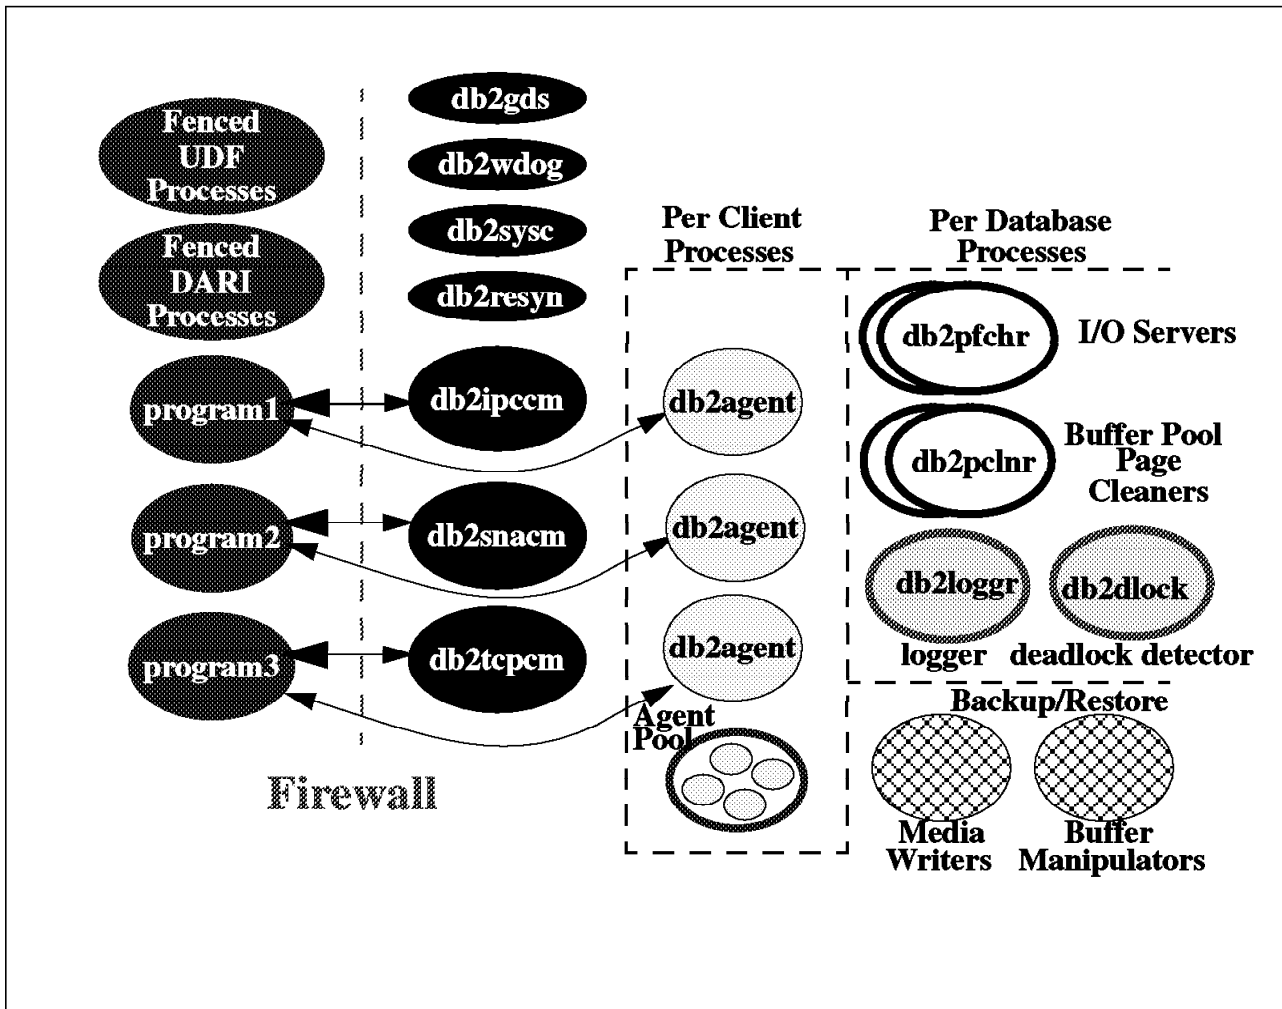 Fenced
UDF
Processes
Fenced
DARI
Processes
program1
program2
program3
Firewall
db2gds
db2wdog
db2sysc
db2resyn
db2ipccm
db2snacm
db2tcpcm
Per Client
Processes
db2agent
db2agent
db2agent
Agent
Pool
Per Database
Processes
db2pfchr
I/O Servers
db2pclnr
Buffer Pool
Page
Cleaners
db2loggr
db2dlock
logger
deadlock detector
Backup/Restore
Media
Writers
Buffer
Manipulators